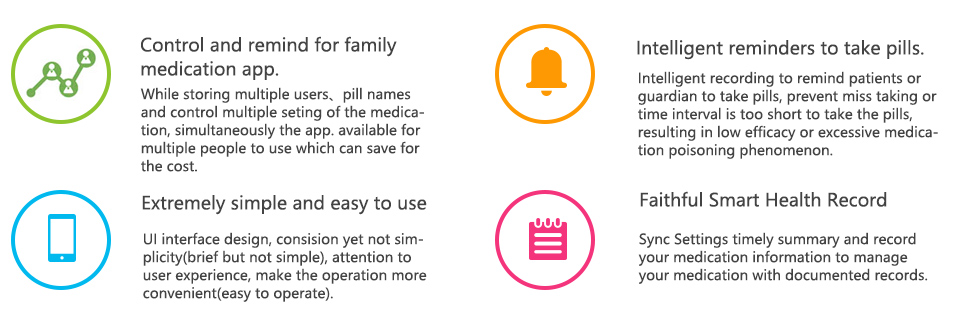 Control and remind for family
medication app.
While storing multiple users、pill names
and control multiple seting of the medica-
tion, simultaneously the app. available for
multiple people to use which can save for
the cost.
Intelligent reminders to take pills.
Intelligent recording to remind patients or
guardian to take pills, prevent miss taking or
time interval is too short to take the pills,
resulting in low efficacy or excessive medica-
tion poisoning phenomenon.
Extremely simple and easy to use
UI interface design, consision yet not sim-
plicity(brief but not simple), attention to
user experience, make the operation more
convenient(easy to operate).
Faithful Smart Health Record
Sync Settings timely summary and record
your medication information to manage
your medication with documented records.